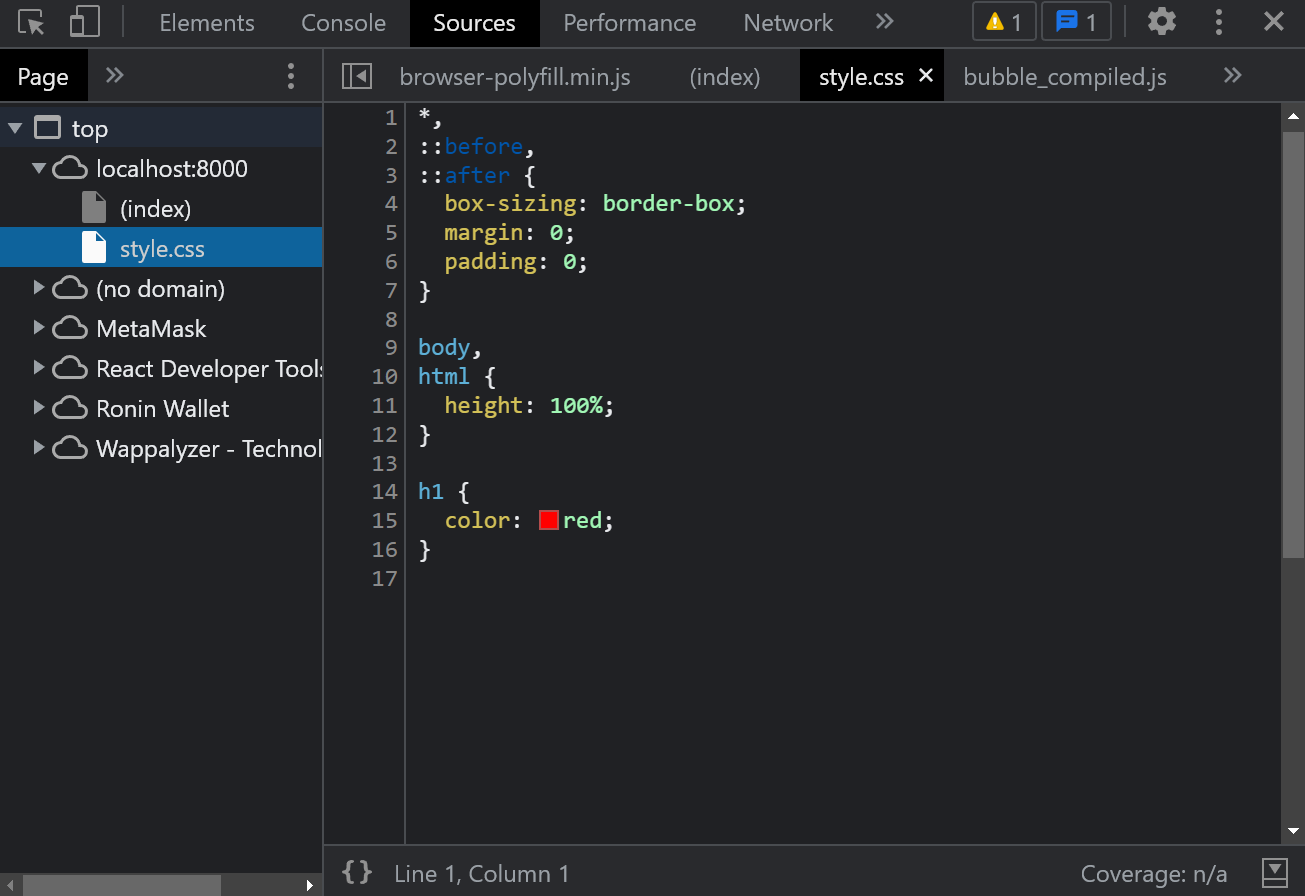 Elements Console Sources Performance Network 1 1
Page
browser-polyfill.min.js (index) style.css bubble_compiled.js
top
localhost:8000
(index)
style.css
(no domain)
MetaMask
React Developer Tools
Ronin Wallet
Wappalyzer - Technol
1 *,
2 ::before,
3 ::after {
4 box-sizing: border-box;
5 margin: 0;
6 padding: 0;
7 }
8
9 body,
10 html {
11 height: 100%;
12 }
13
14 h1 {
15 color: red;
16 }
17
{} Line 1, Column 1 Coverage: n/a